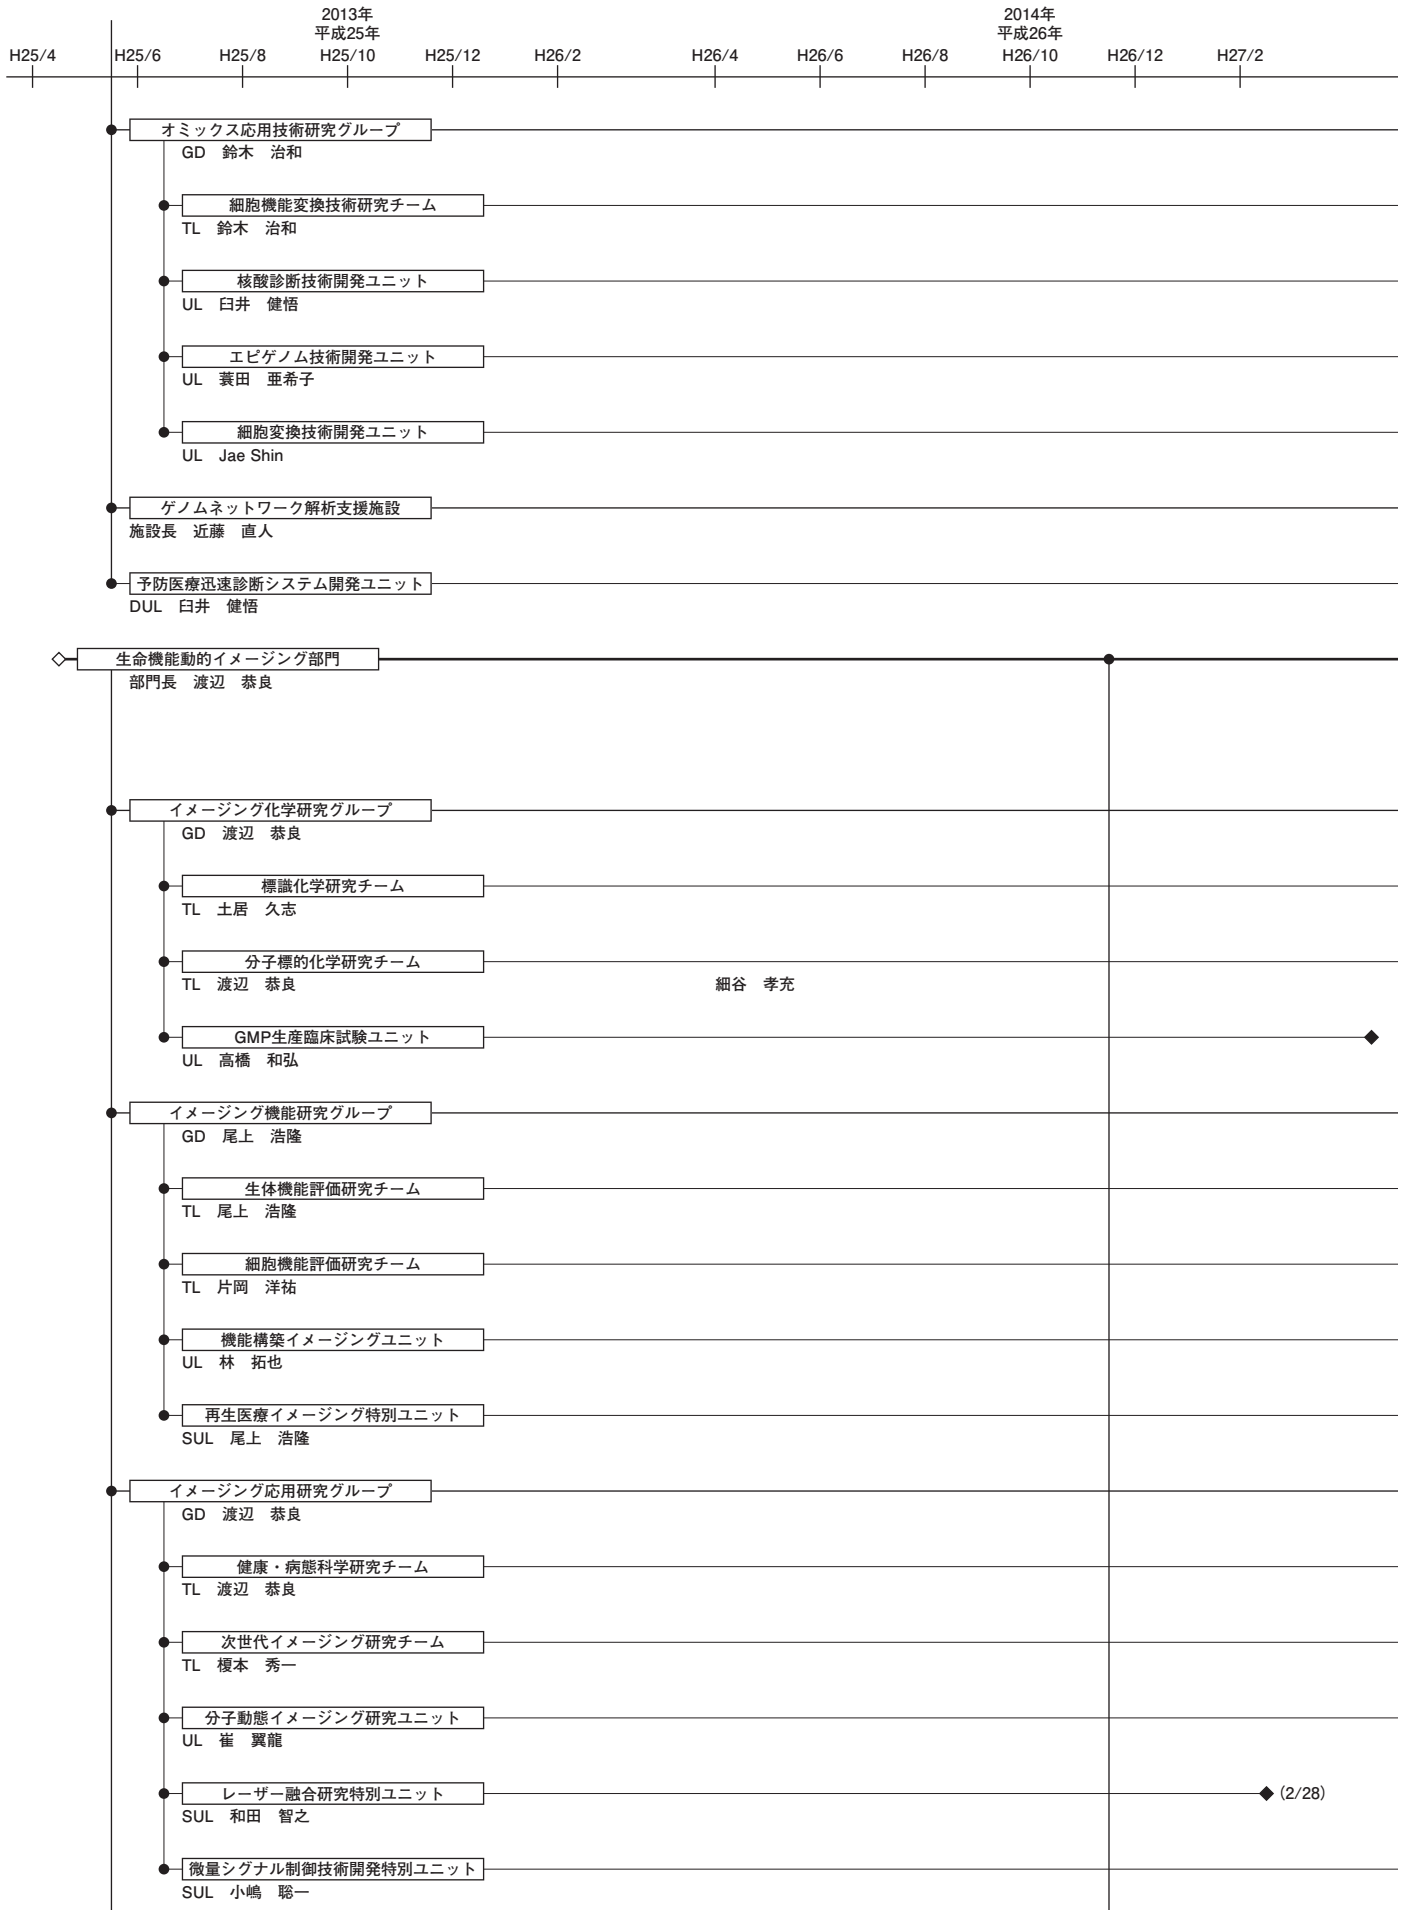 2013年
平成25年
2014年
平成26年
H25/4 H25/6 H25/8 H25/10 H25/12 H26/2 H26/4 H26/6 H26/8 H26/10 H26/12 H27/2
オミックス応用技術研究グループ
GD 鈴木 治和
細胞機能変換技術研究チーム
TL 鈴木 治和
核酸診断技術開発ユニット
UL 臼井 健悟
エピゲノム技術開発ユニット
UL 蓑田 亜希子
細胞変換技術開発ユニット
UL Jae Shin
ゲノムネットワーク解析支援施設
施設長 近藤 直人
予防医療迅速診断システム開発ユニット
DUL 臼井 健悟
生命機能動的イメージング部門
部門長 渡辺 恭良
イメージング化学研究グループ
GD 渡辺 恭良
標識化学研究チーム
TL 土居 久志
分子標的化学研究チーム
TL 渡辺 恭良 細谷 孝充
GMP生産臨床試験ユニット
UL 高橋 和弘
イメージング機能研究グループ
GD 尾上 浩隆
生体機能評価研究チーム
TL 尾上 浩隆
細胞機能評価研究チーム
TL 片岡 洋祐
機能構築イメージングユニット
UL 林 拓也
再生医療イメージング特別ユニット
SUL 尾上 浩隆
イメージング応用研究グループ
GD 渡辺 恭良
健康・病態科学研究チーム
TL 渡辺 恭良
次世代イメージング研究チーム
TL 榎本 秀一
分子動態イメージング研究ユニット
UL 崔 翼龍
レーザー融合研究特別ユニット (2/28)
SUL 和田 智之
微量シグナル制御技術開発特別ユニット
SUL 小嶋 聡一